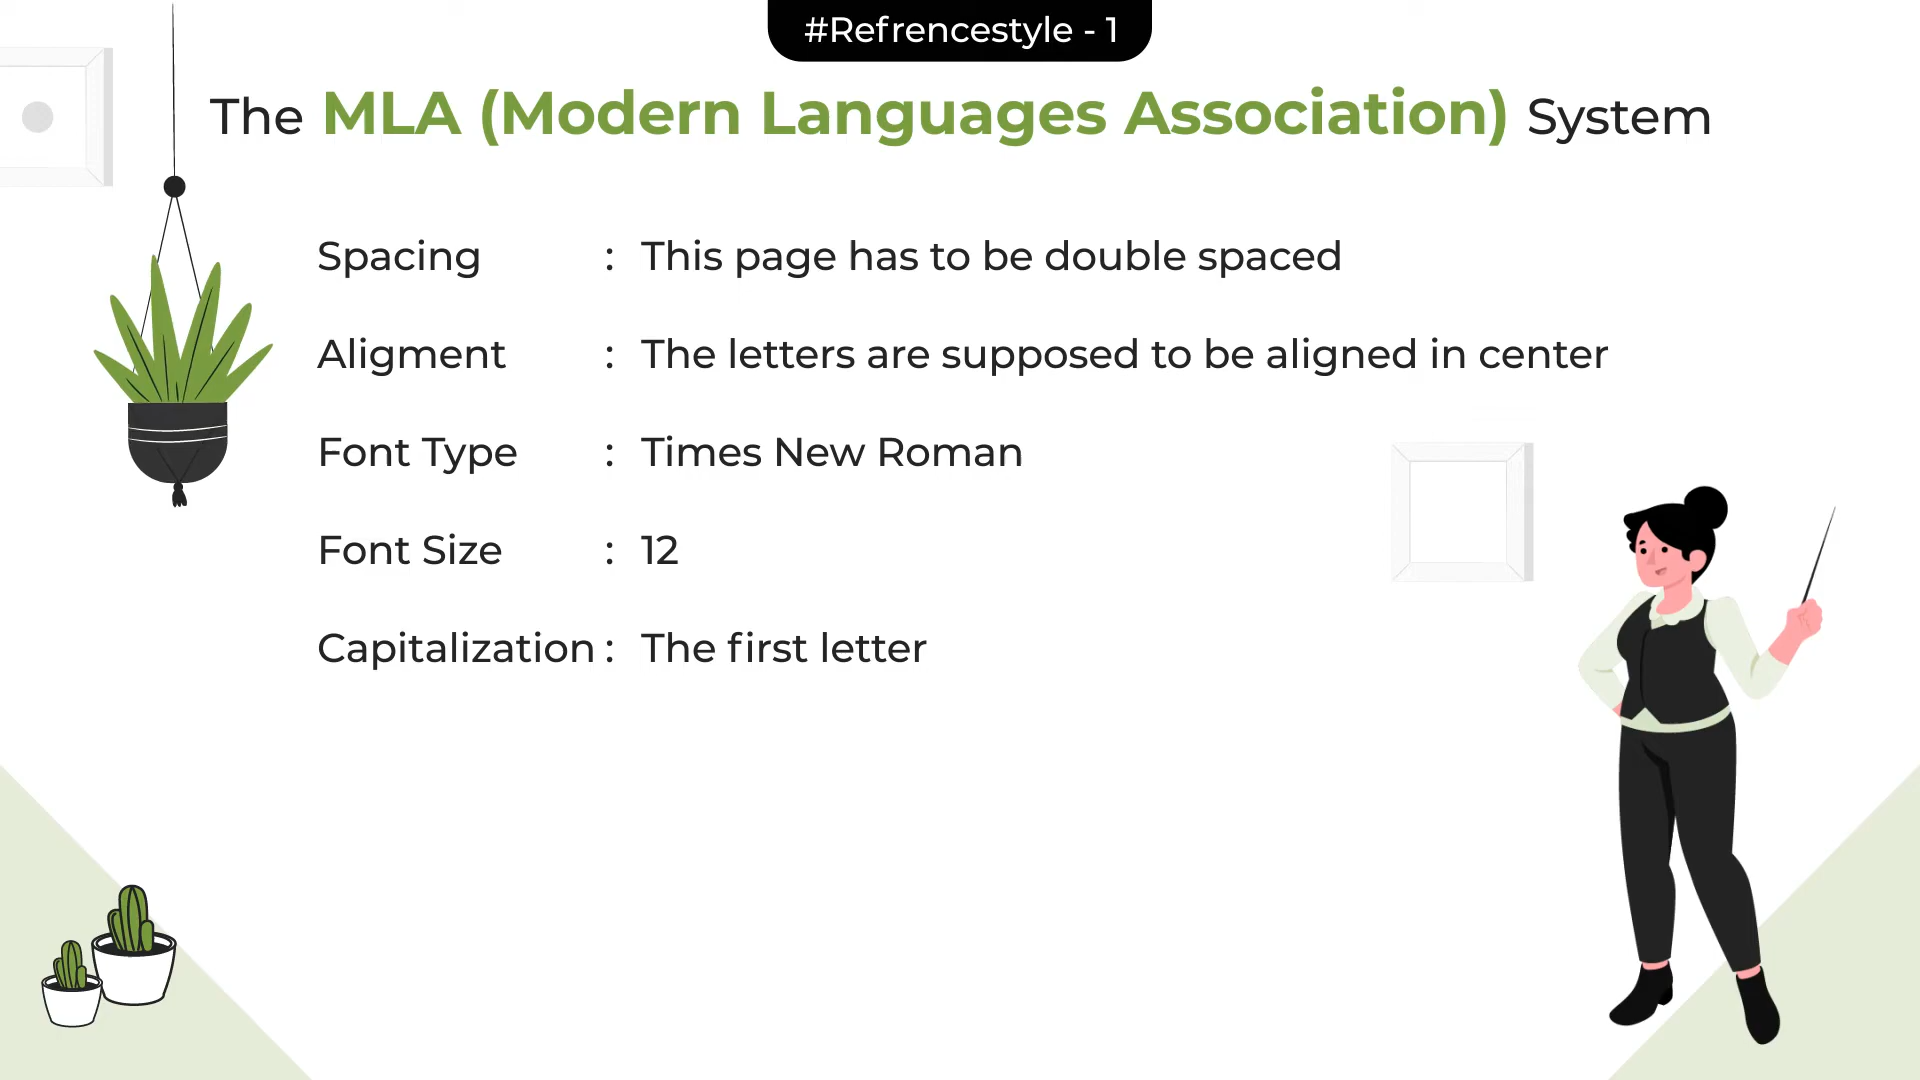 #Refrencestyle - 1
The MLA (Modern Languages Association) System
Spacing : This page has to be double spaced
Aligment : The letters are supposed to be aligned in center
Font Type : Times New Roman
Font Size : 12
Capitalization : The first letter